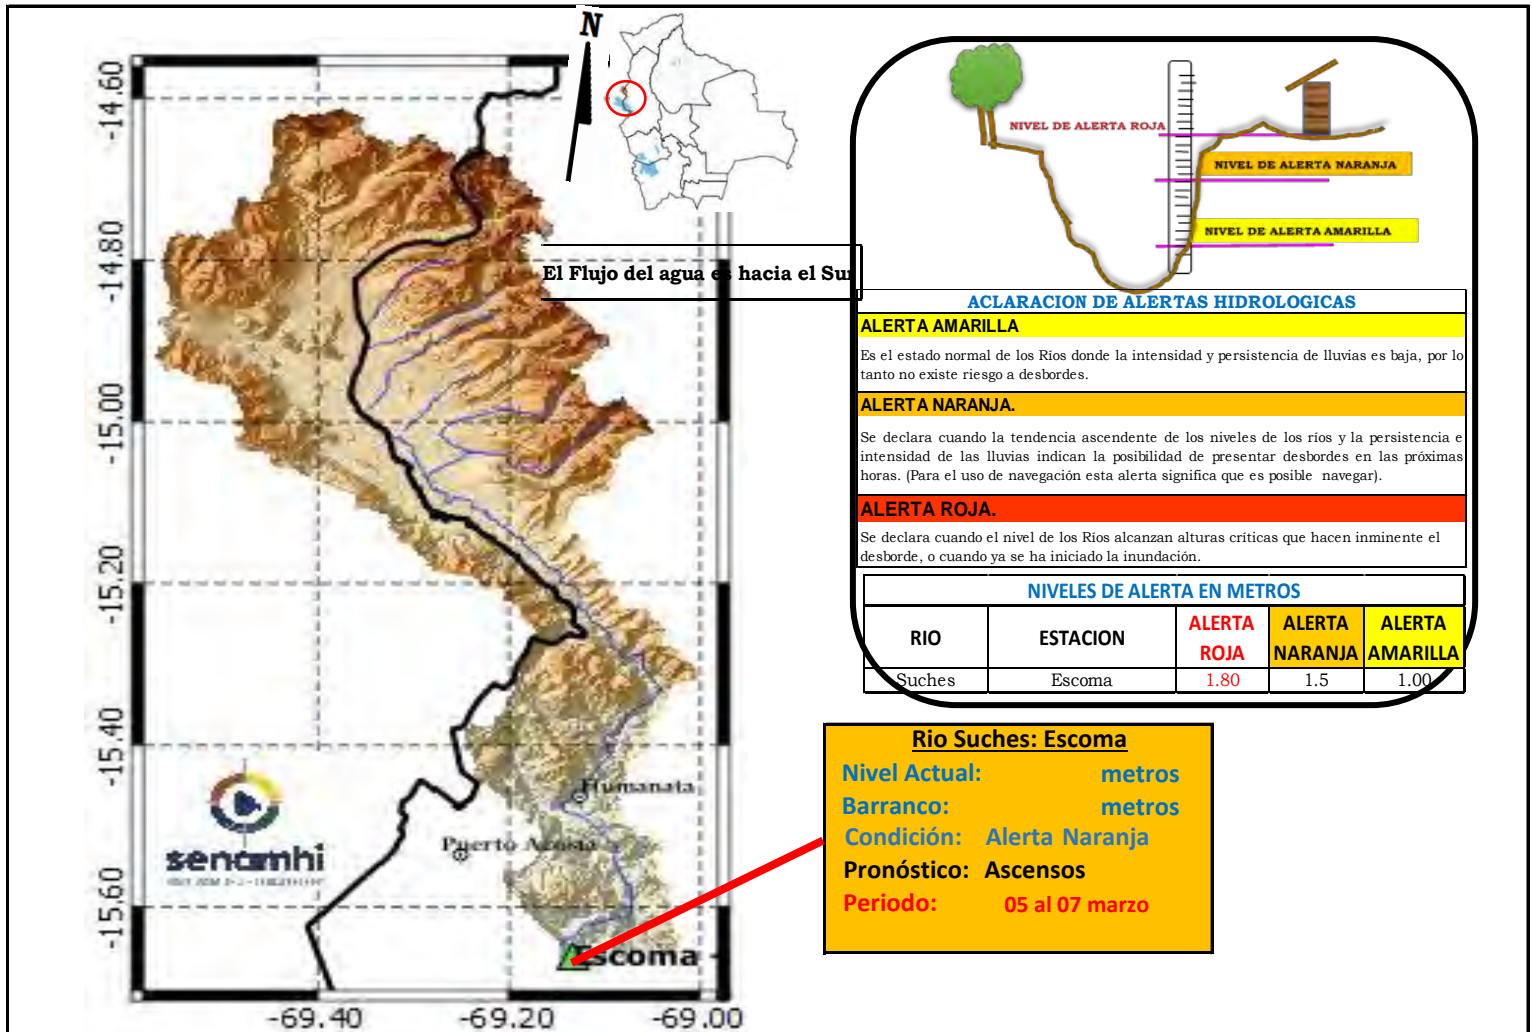 N
-14.60
-14.80
-15.00
-15.20
-15.40
-15.60
-69.40
-69.20
-69.00
El Flujo del agua es hacia el Sur
Humanata
Puerto Acosta
Escoma
senamhi
NIVEL DE ALERTA ROJA
NIVEL DE ALERTA NARANJA
NIVEL DE ALERTA AMARILLA
ACLARACION DE ALERTAS HIDROLOGICAS
ALERTA AMARILLA
Es el estado normal de los Ríos donde la intensidad y persistencia de lluvias es baja, por lo
tanto no existe riesgo a desbordes.
ALERTA NARANJA.
Se declara cuando la tendencia ascendente de los niveles de los ríos y la persistencia e
intensidad de las lluvias indican la posibilidad de presentar desbordes en las próximas
horas. (Para el uso de navegación esta alerta significa que es posible navegar).
ALERTA ROJA.
Se declara cuando el nivel de los Ríos alcanzan alturas críticas que hacen inminente el
desborde, o cuando ya se ha iniciado la inundación.
NIVELES DE ALERTA EN METROS
RIO ESTACION ALERTA ROJA ALERTA NARANJA ALERTA AMARILLA
Suches Escoma 1.80 1.5 1.00
Rio Suches: Escoma
Nivel Actual: metros
Barranco: metros
Condición: Alerta Naranja
Pronóstico: Ascensos
Periodo: 05 al 07 marzo